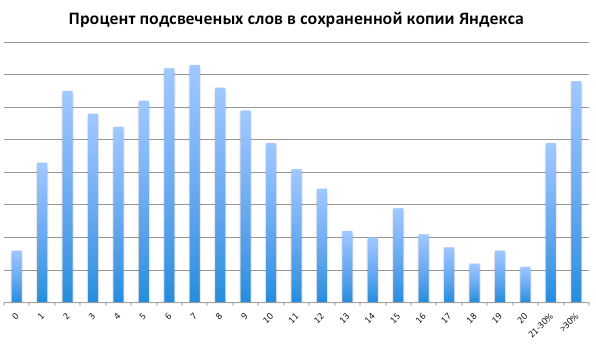 Процент подсвеченых слов в сохраненной копии Яндекса
0 1 2 3 4 5 6 7 8 9 10 11 12 13 14 15 16 17 18 19 20 21-30% >30%